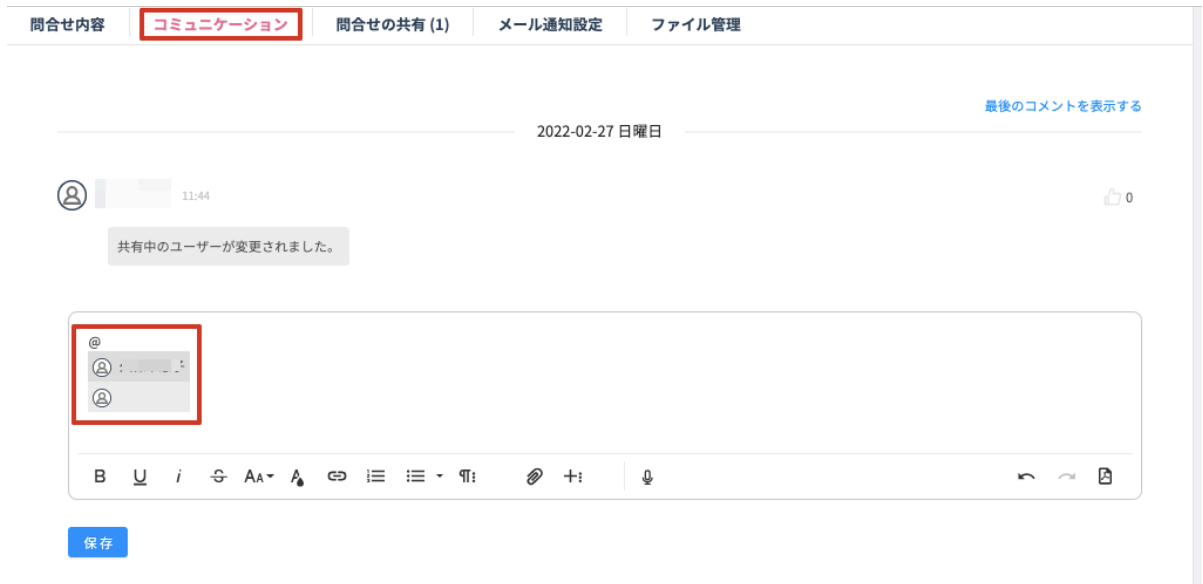 問合せ内容 コミュニケーション 問合せの共有 (1) メール通知設定 ファイル管理
最後のコメントを表示する
2022-02-27 日曜日
11:44 0
共有中のユーザーが変更されました。
@
B U i S AA A
保存